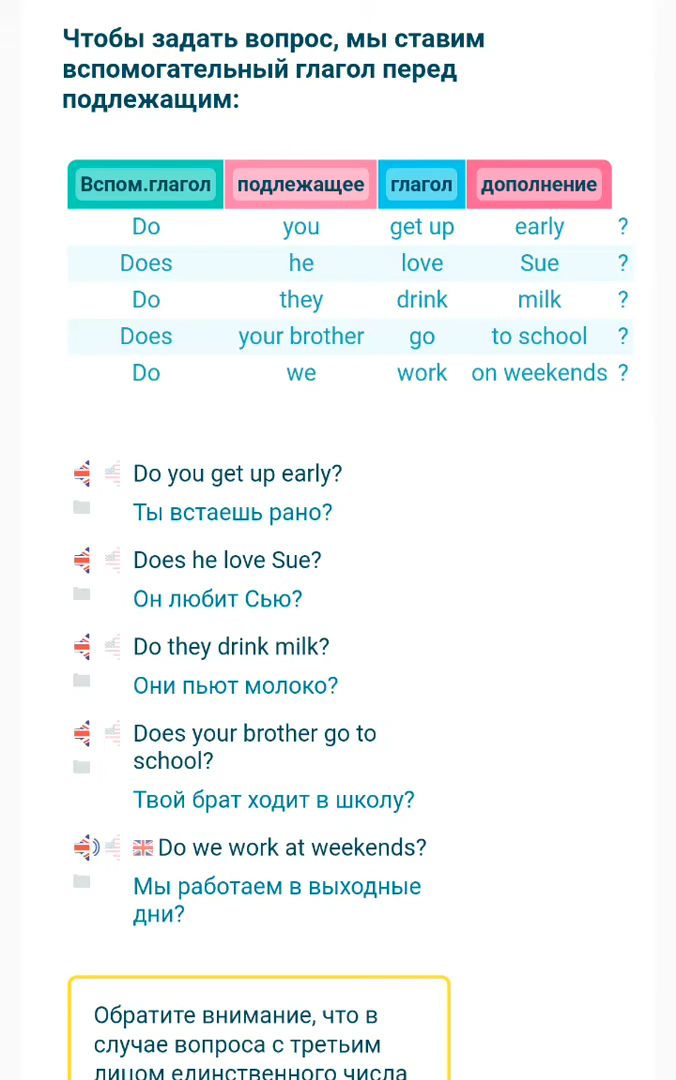 Чтобы задать вопрос, мы ставим
вспомогательный глагол перед
подлежащим:
Вспом.глагол подлежащее глагол дополнение
Do you get up early ?
Does he love Sue ?
Do they drink milk ?
Does your brother go to school ?
Do we work on weekends ?
Do you get up early?
Ты встаешь рано?
Does he love Sue?
Он любит Сью?
Do they drink milk?
Они пьют молоко?
Does your brother go to
school?
Твой брат ходит в школу?
Do we work at weekends?
Мы работаем в выходные
дни?
Обратите внимание, что в
случае вопроса с третьим
лицом единственного числа